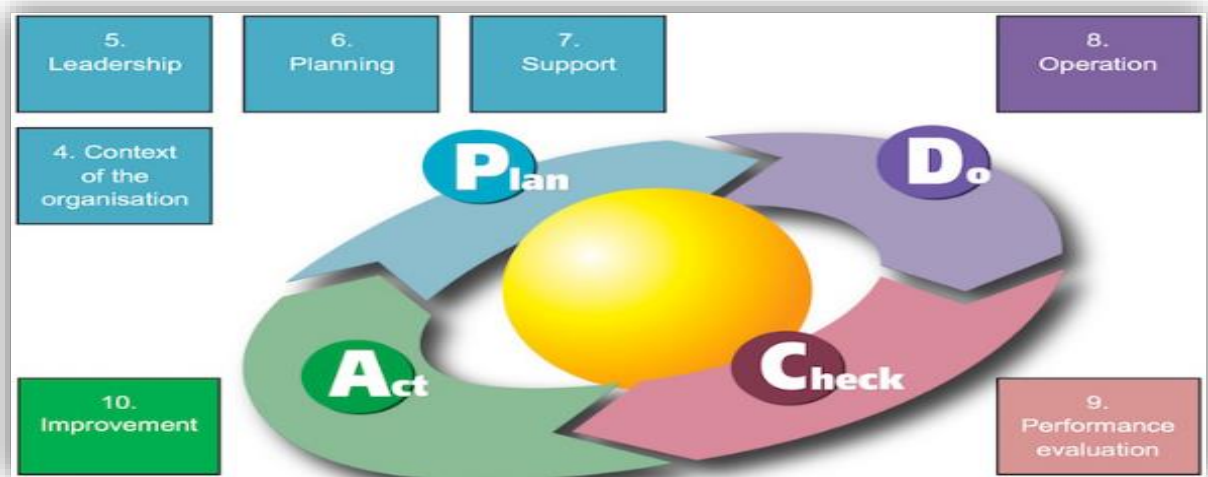 5.
Leadership
6.
Planning
7.
Support
8.
Operation
4. Context
of the
organisation
Plan
Do
Act
Check
10.
Improvement
9.
Performance
evaluation